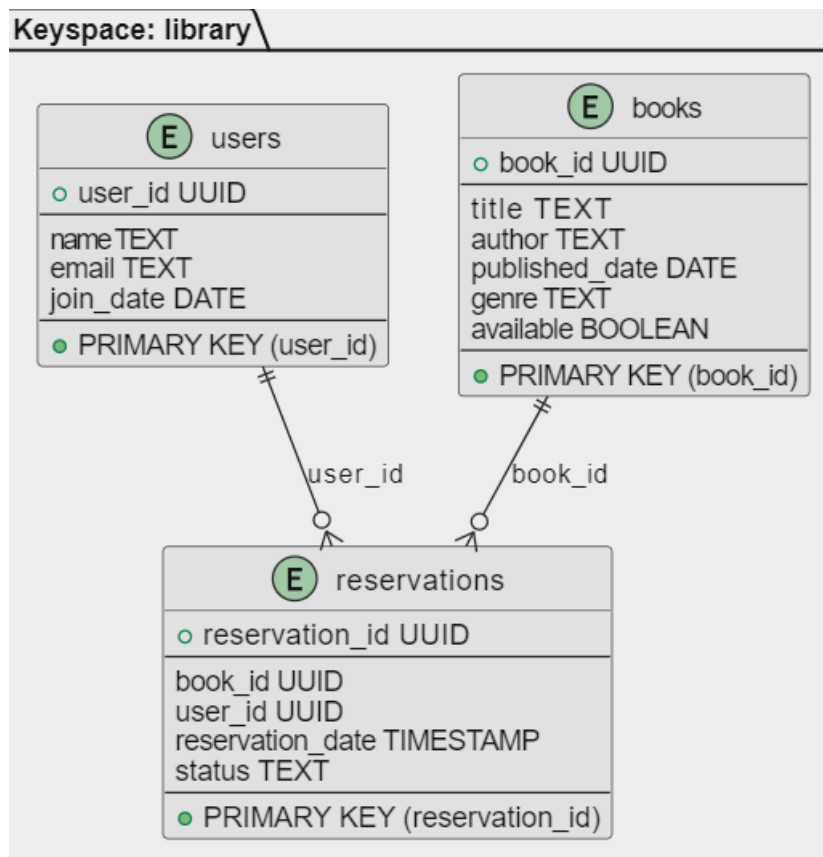 Keyspace: library
E users
user_id UUID
name TEXT
email TEXT
join_date DATE
PRIMARY KEY (user_id)
E books
book_id UUID
title TEXT
author TEXT
published_date DATE
genre TEXT
available BOOLEAN
PRIMARY KEY (book_id)
user_id
book_id
E reservations
reservation_id UUID
book_id UUID
user_id UUID
reservation_date TIMESTAMP
status TEXT
PRIMARY KEY (reservation_id)